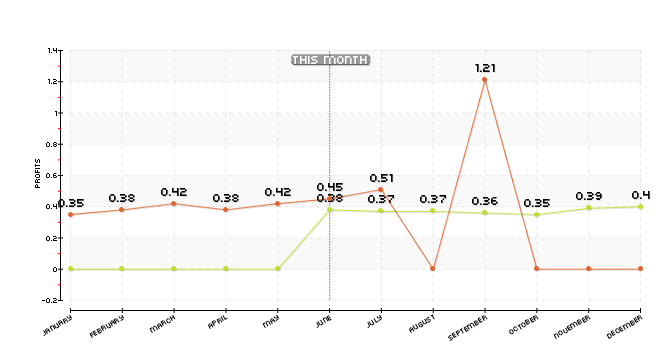 1.4
THIS MONTH
1.2
1.21
1
0.8
PROFITS
0.6
0.4
0.35
0.38
0.42
0.38
0.42
0.45
0.38
0.51
0.37
0.37
0.36
0.35
0.39
0.4
0.2
0
-0.2
JANUARY
FEBRUARY
MARCH
APRIL
MAY
JUNE
JULY
AUGUST
SEPTEMBER
OCTOBER
NOVEMBER
DECEMBER